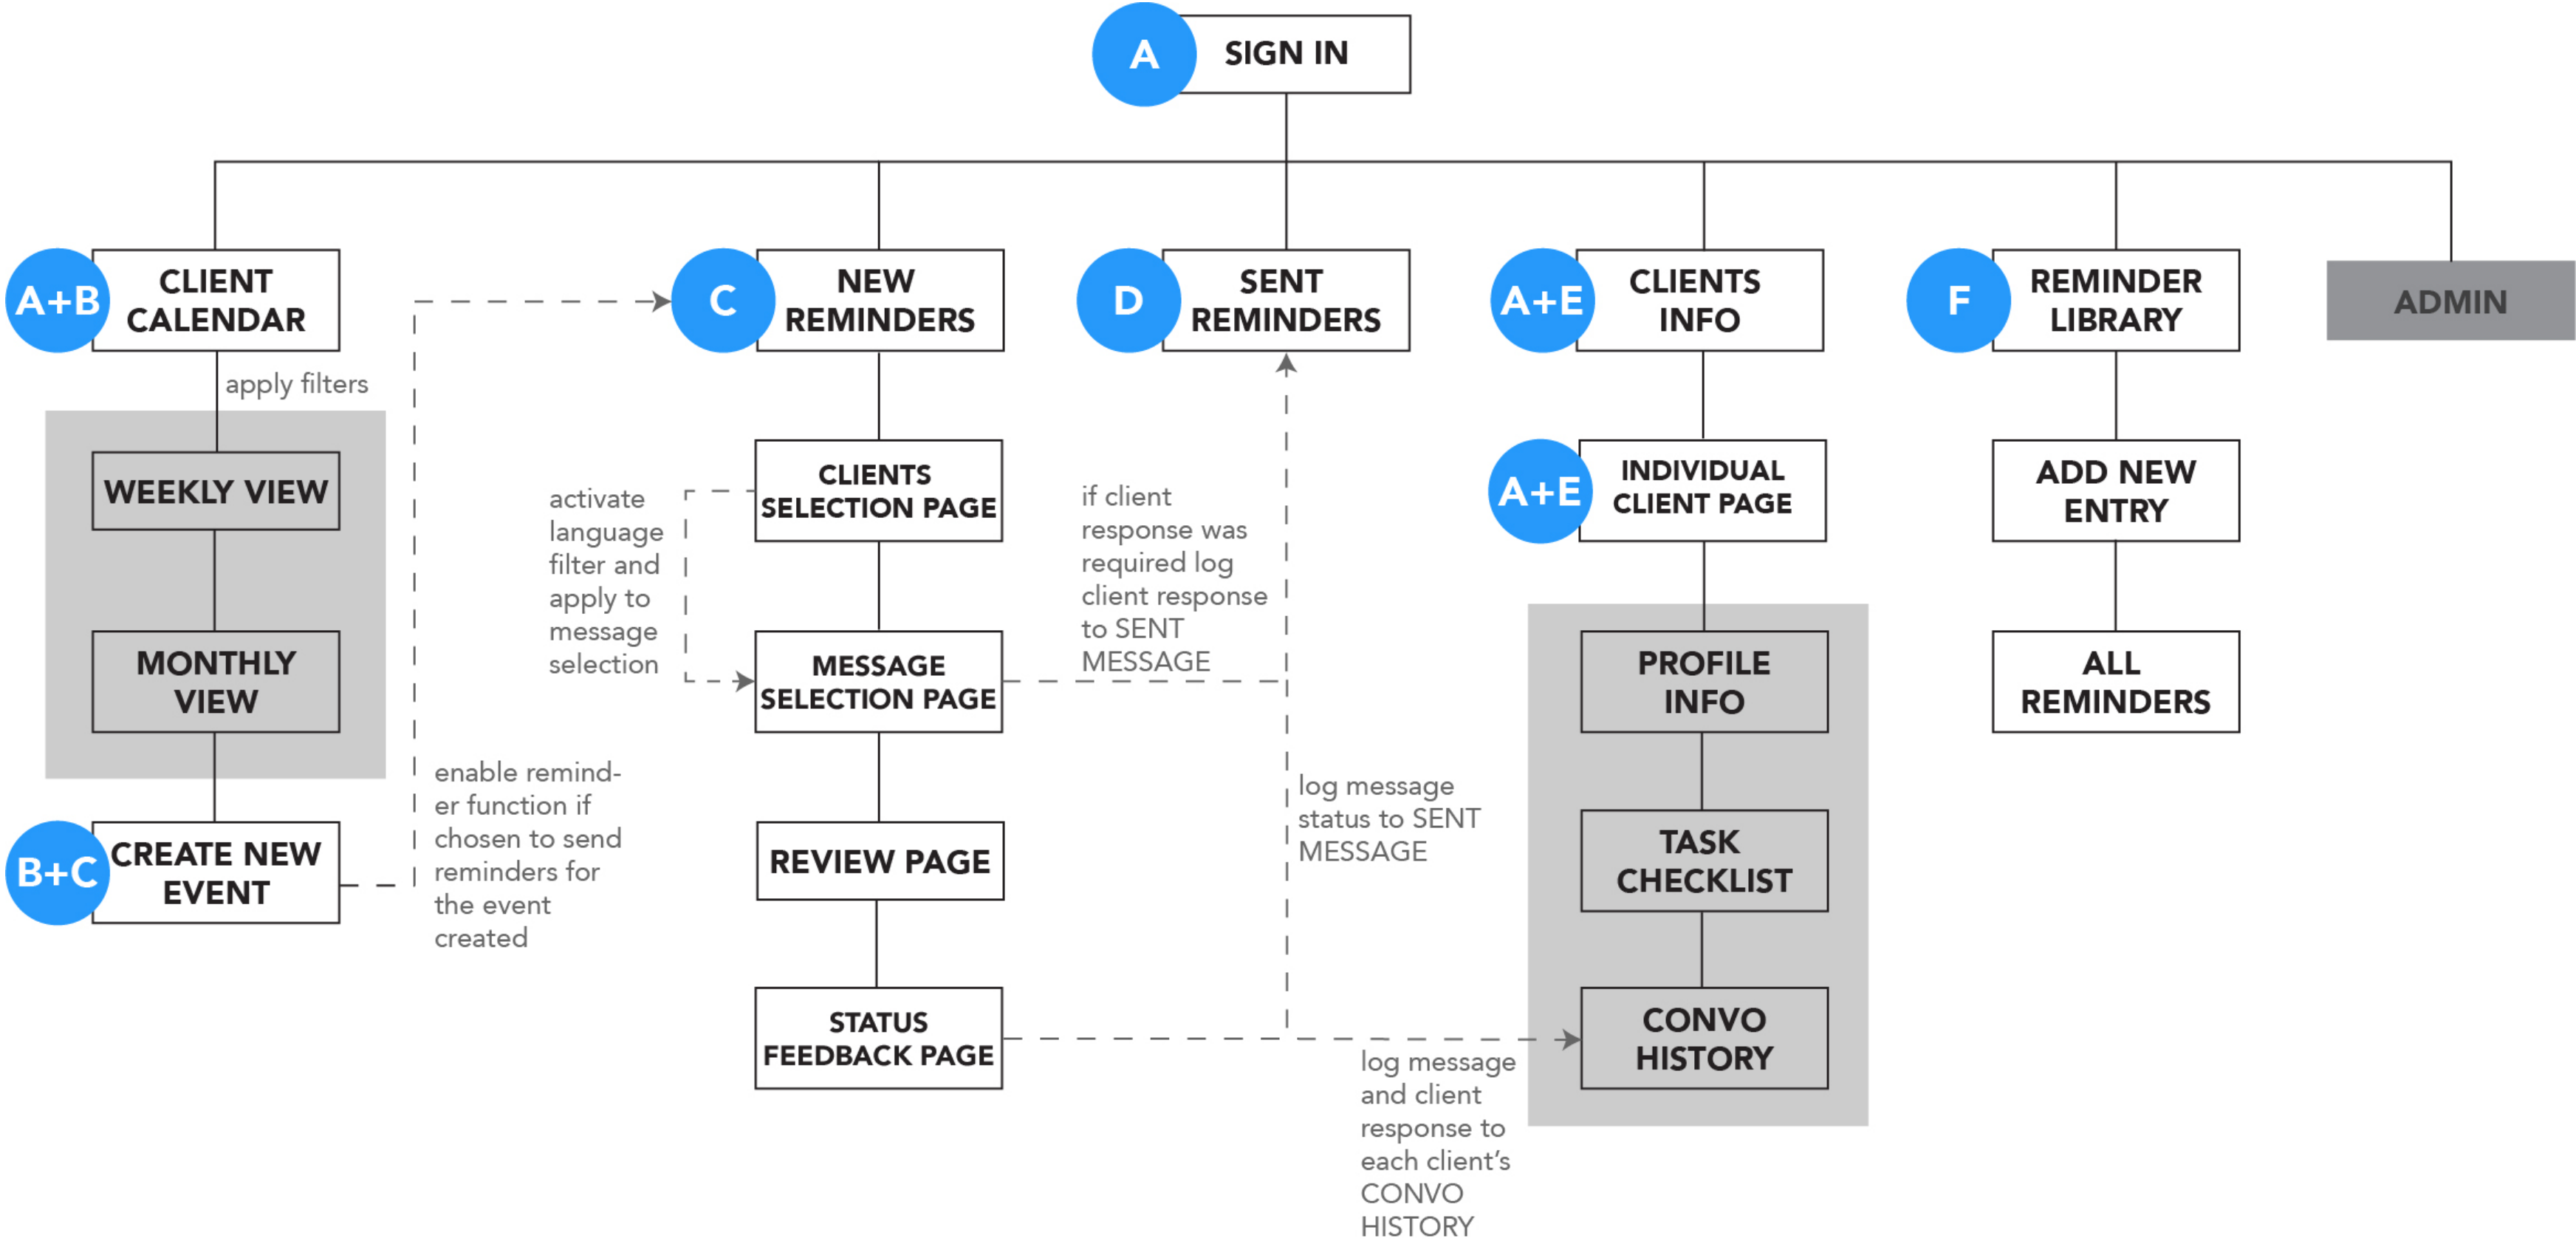 A
SIGN IN
A+B
CLIENT
CALENDAR
C
NEW
REMINDERS
D
SENT
REMINDERS
A+E
CLIENTS
INFO
F
REMINDER
LIBRARY
ADMIN
apply filters
WEEKLY VIEW
MONTHLY
VIEW
B+C
CREATE NEW
EVENT
enable remind-
er function if
chosen to send
reminders for
the event
created
activate
language
filter and
apply to
message
selection
CLIENTS
SELECTION PAGE
MESSAGE
SELECTION PAGE
REVIEW PAGE
STATUS
FEEDBACK PAGE
if client
response was
required log
client response
to SENT
MESSAGE
log message
status to SENT
MESSAGE
log message
and client
response to
each client’s
CONVO
HISTORY
A+E
INDIVIDUAL
CLIENT PAGE
PROFILE
INFO
TASK
CHECKLIST
CONVO
HISTORY
ADD NEW
ENTRY
ALL
REMINDERS